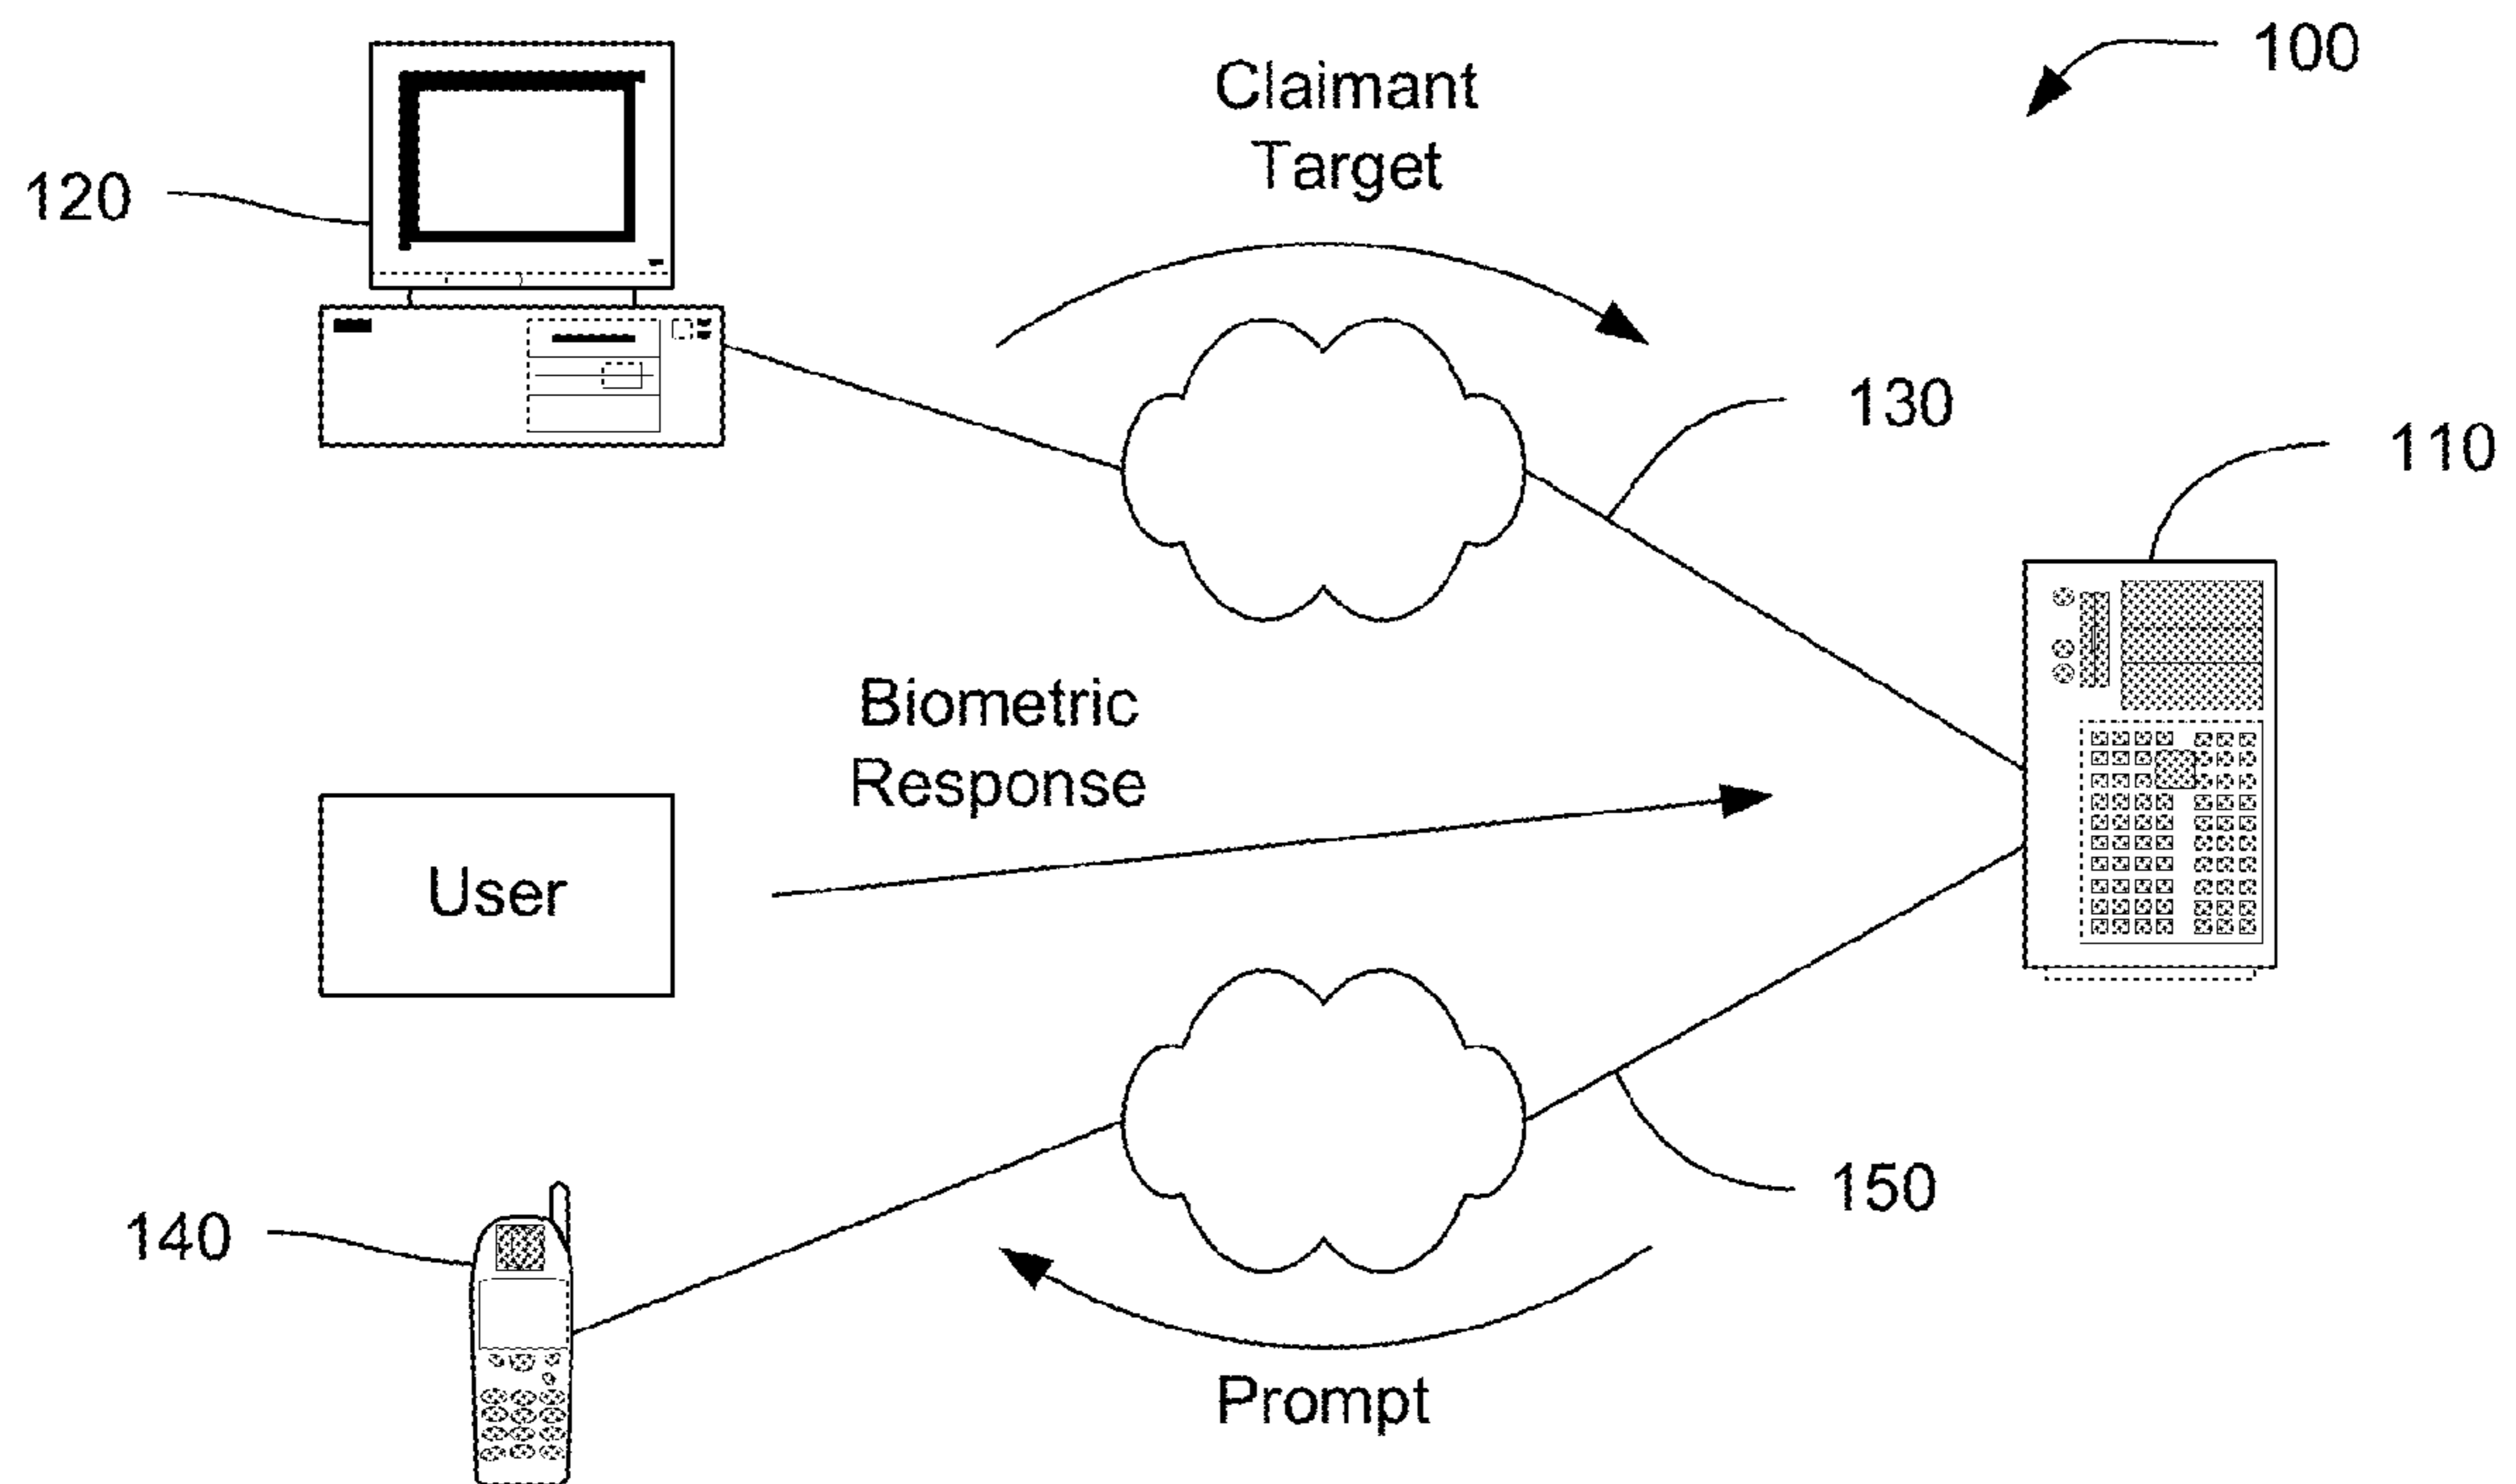 100
Claimant
Target
120
130
110
Biometric
Response
User
150
140
Prompt